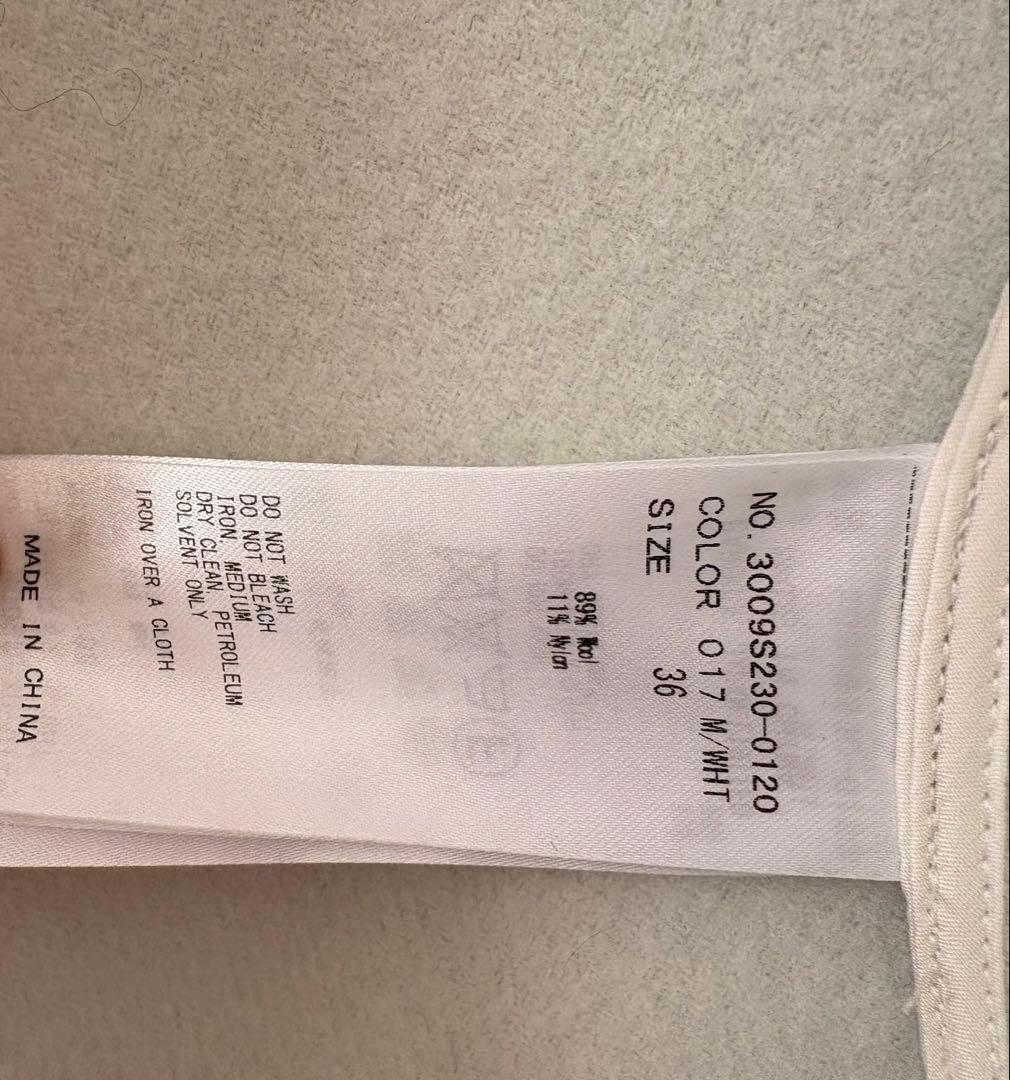 NO. 3009S230-0120
COLOR 017 M/WHT
SIZE 36
89% Wool
11% Nylon
DO NOT WASH
DO NOT BLEACH
IRON, MEDIUM
DRY CLEAN, PETROLEUM
SOLVENT ONLY
IRON OVER A CLOTH
MADE IN CHINA